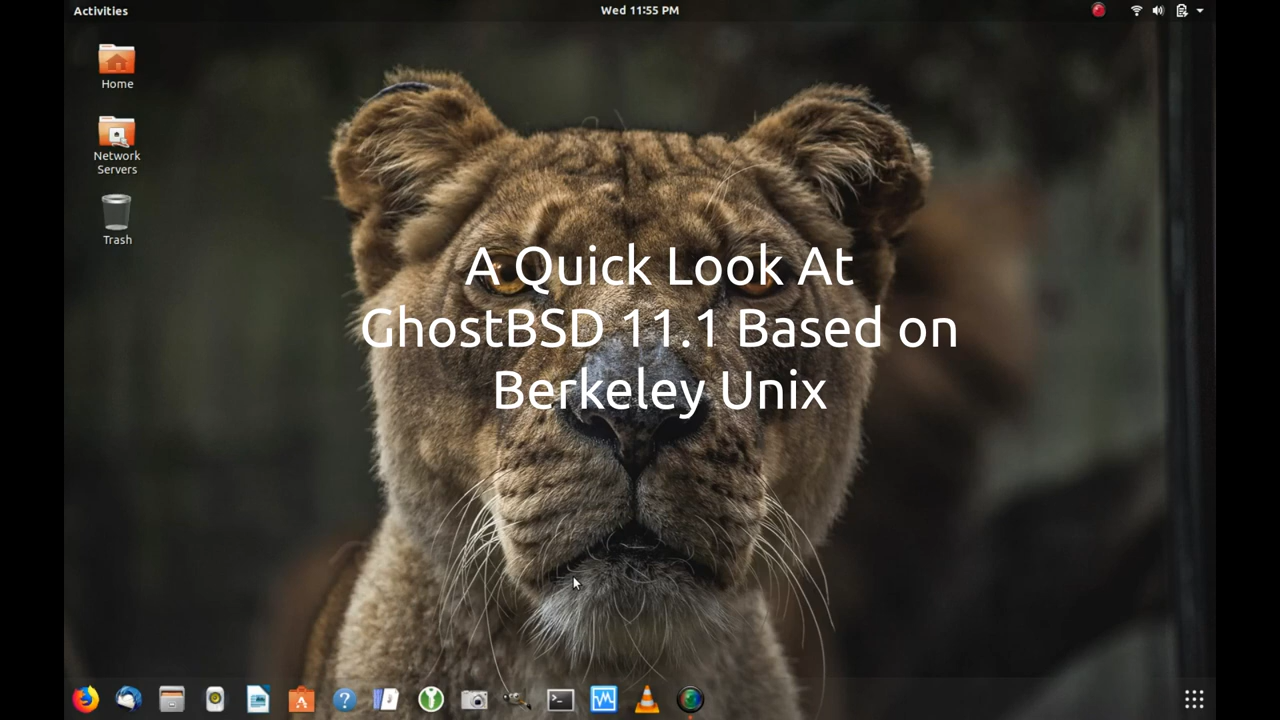 Activities
Wed 11:55 PM
Home
Network
Servers
Trash
A Quick Look At
GhostBSD 11.1 Based on
Berkeley Unix